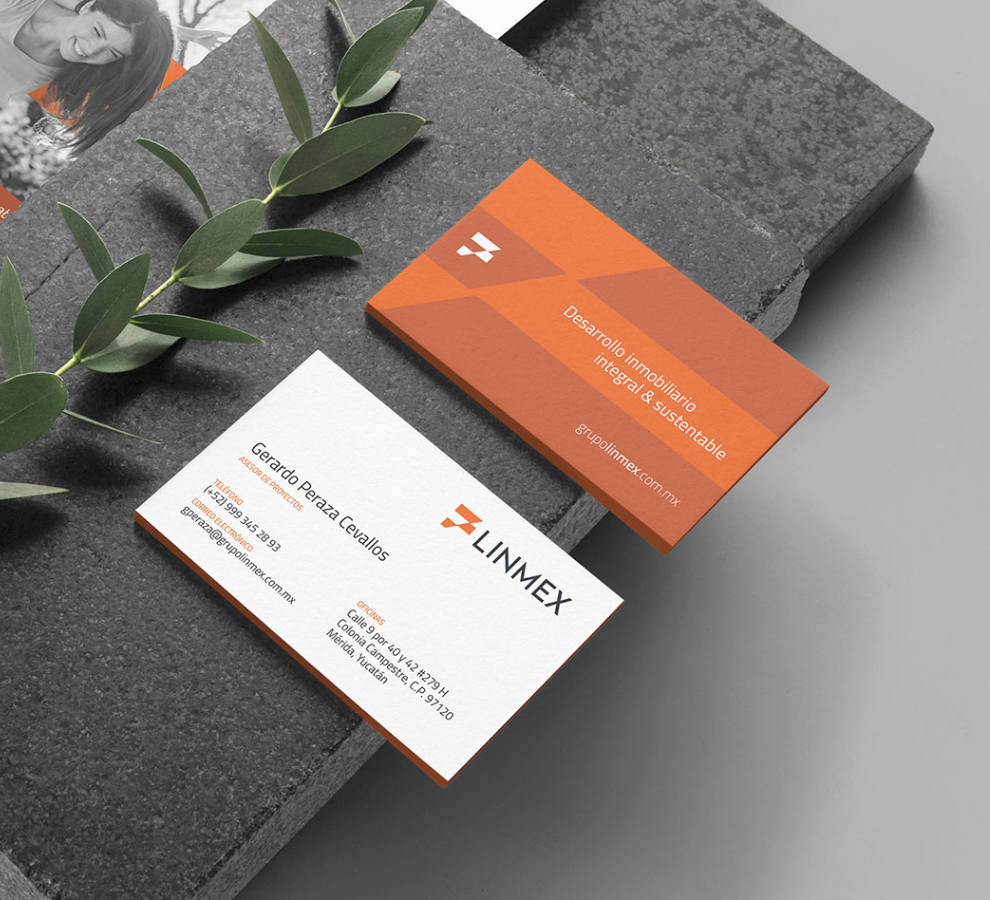 Desarrollo inmobiliario
integral & sustentable
grupolinmex.com.mx
Gerardo Peraza Cevallos
ASESOR DE PROYECTOS
TELÉFONO
(+52) 999 345 28 93
CORREO ELECTRÓNICO
gperaza@grupolinmex.com.mx
LINMEX
OFICINAS
Calle 9 por 40 y 42 #279 H
Colonia Campestre, C.P. 97120
Mérida, Yucatán